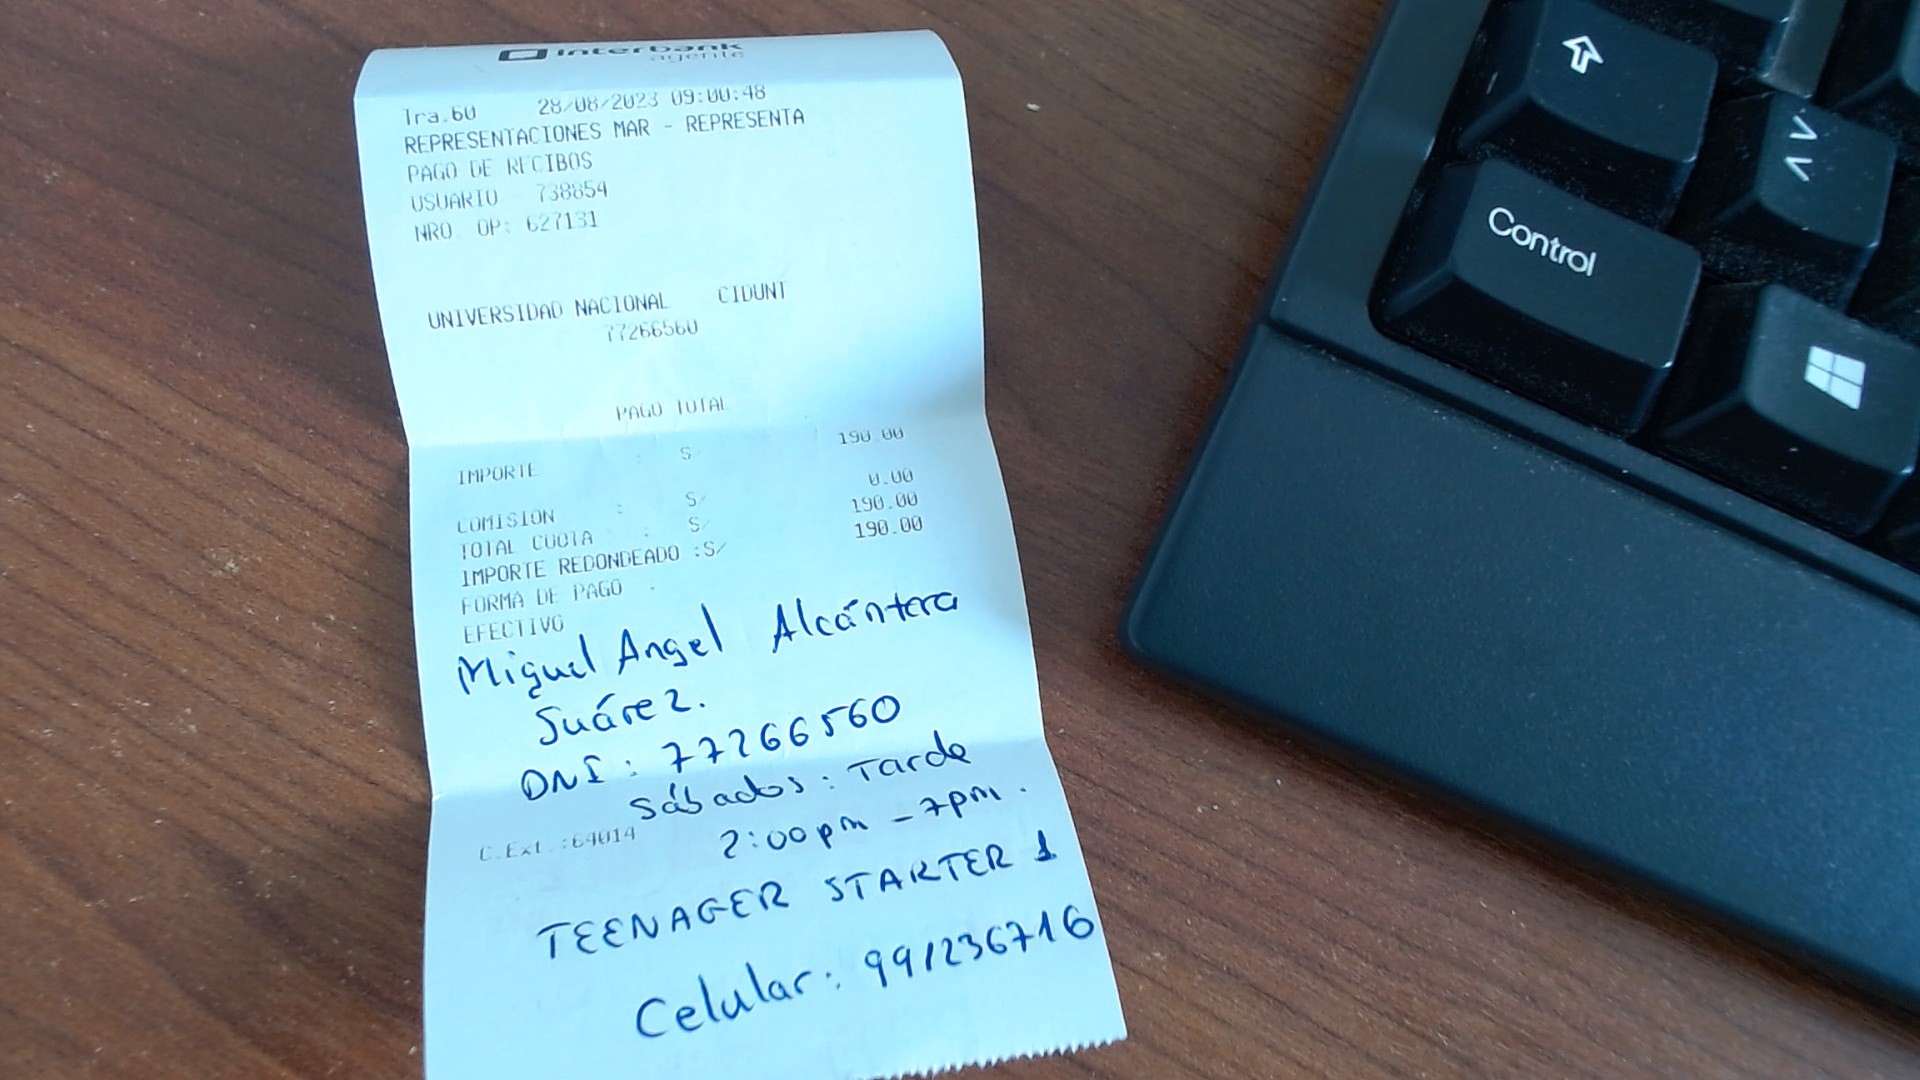 interbank
agente
Tra.60 28/08/2023 09:00:48
REPRESENTACIONES MAR - REPRESENTA
PAGO DE RECIBOS
USUARIO 738854
NRO OP: 627131
UNIVERSIDAD NACIONAL CIDUNT
77266560
PAGO TOTAL
IMPORTE : S 190.00
COMISION : S/ 0.00
TOTAL CUOTA : S/ 190.00
IMPORTE REDONDEADO :S/ 190.00
FORMA DE PAGO
EFECTIVO
Miguel Angel Alcántara
Suárez.
DNI: 77266560
Sábados: Tarde
2:00pm - 7pm.
C.Ext.:64014
TEENAGER STARTER 1
Celular: 991236716
Control
> <